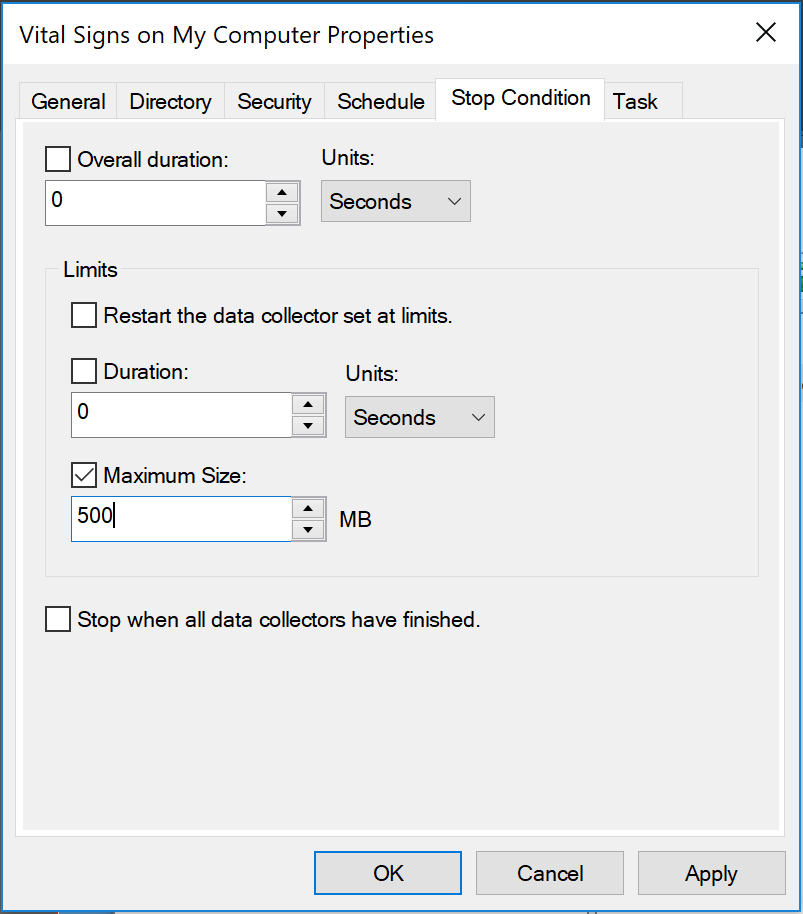 Vital Signs on My Computer Properties
General Directory Security Schedule Stop Condition Task
Overall duration: Units:
0 Seconds
Limits
Restart the data collector set at limits.
Duration: Units:
0 Seconds
Maximum Size:
500 MB
Stop when all data collectors have finished.
OK Cancel Apply